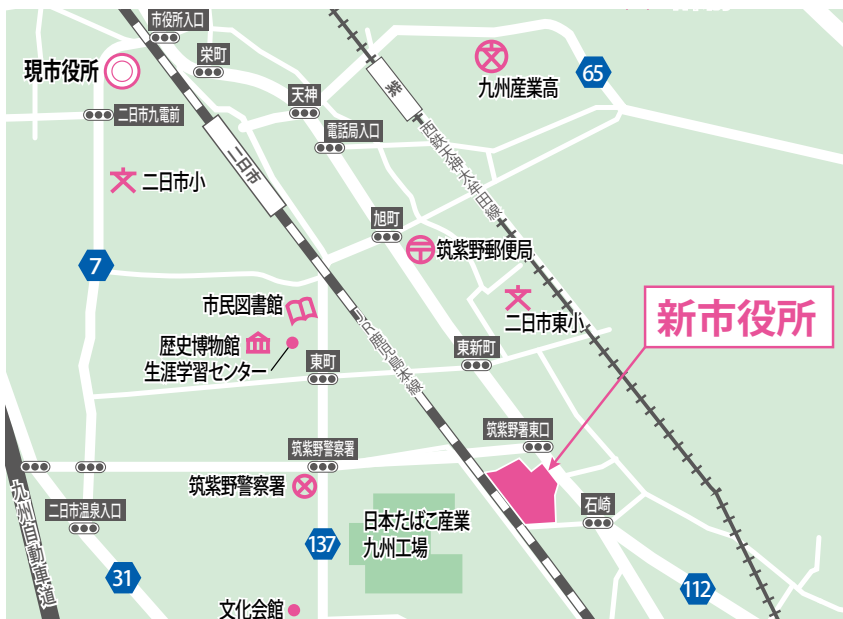 市役所入口
栄町
現市役所
65
九州産業高
紫
天神
二日市九電前
電話局入口
二日市
西鉄天神大牟田線
二日市小
旭町
筑紫野郵便局
7
市民図書館
新市役所
二日市東小
歴史博物館
生涯学習センター
JR鹿児島本線
東町
東新町
筑紫野署東口
筑紫野警察署
筑紫野警察署
九州自動車道
二日市温泉入口
日本たばこ産業
九州工場
石崎
137
31
112
文化会館